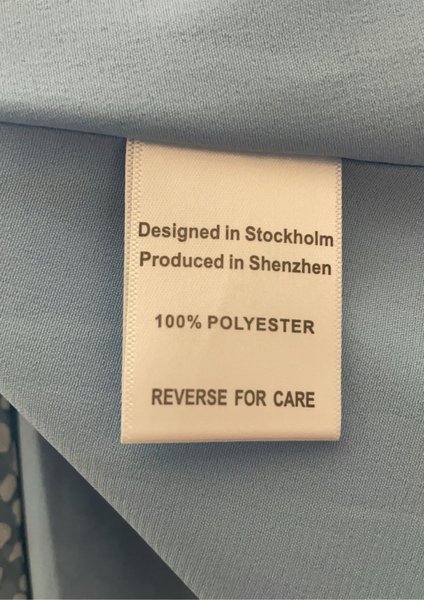 Designed in Stockholm
Produced in Shenzhen
100% POLYESTER
REVERSE FOR CARE